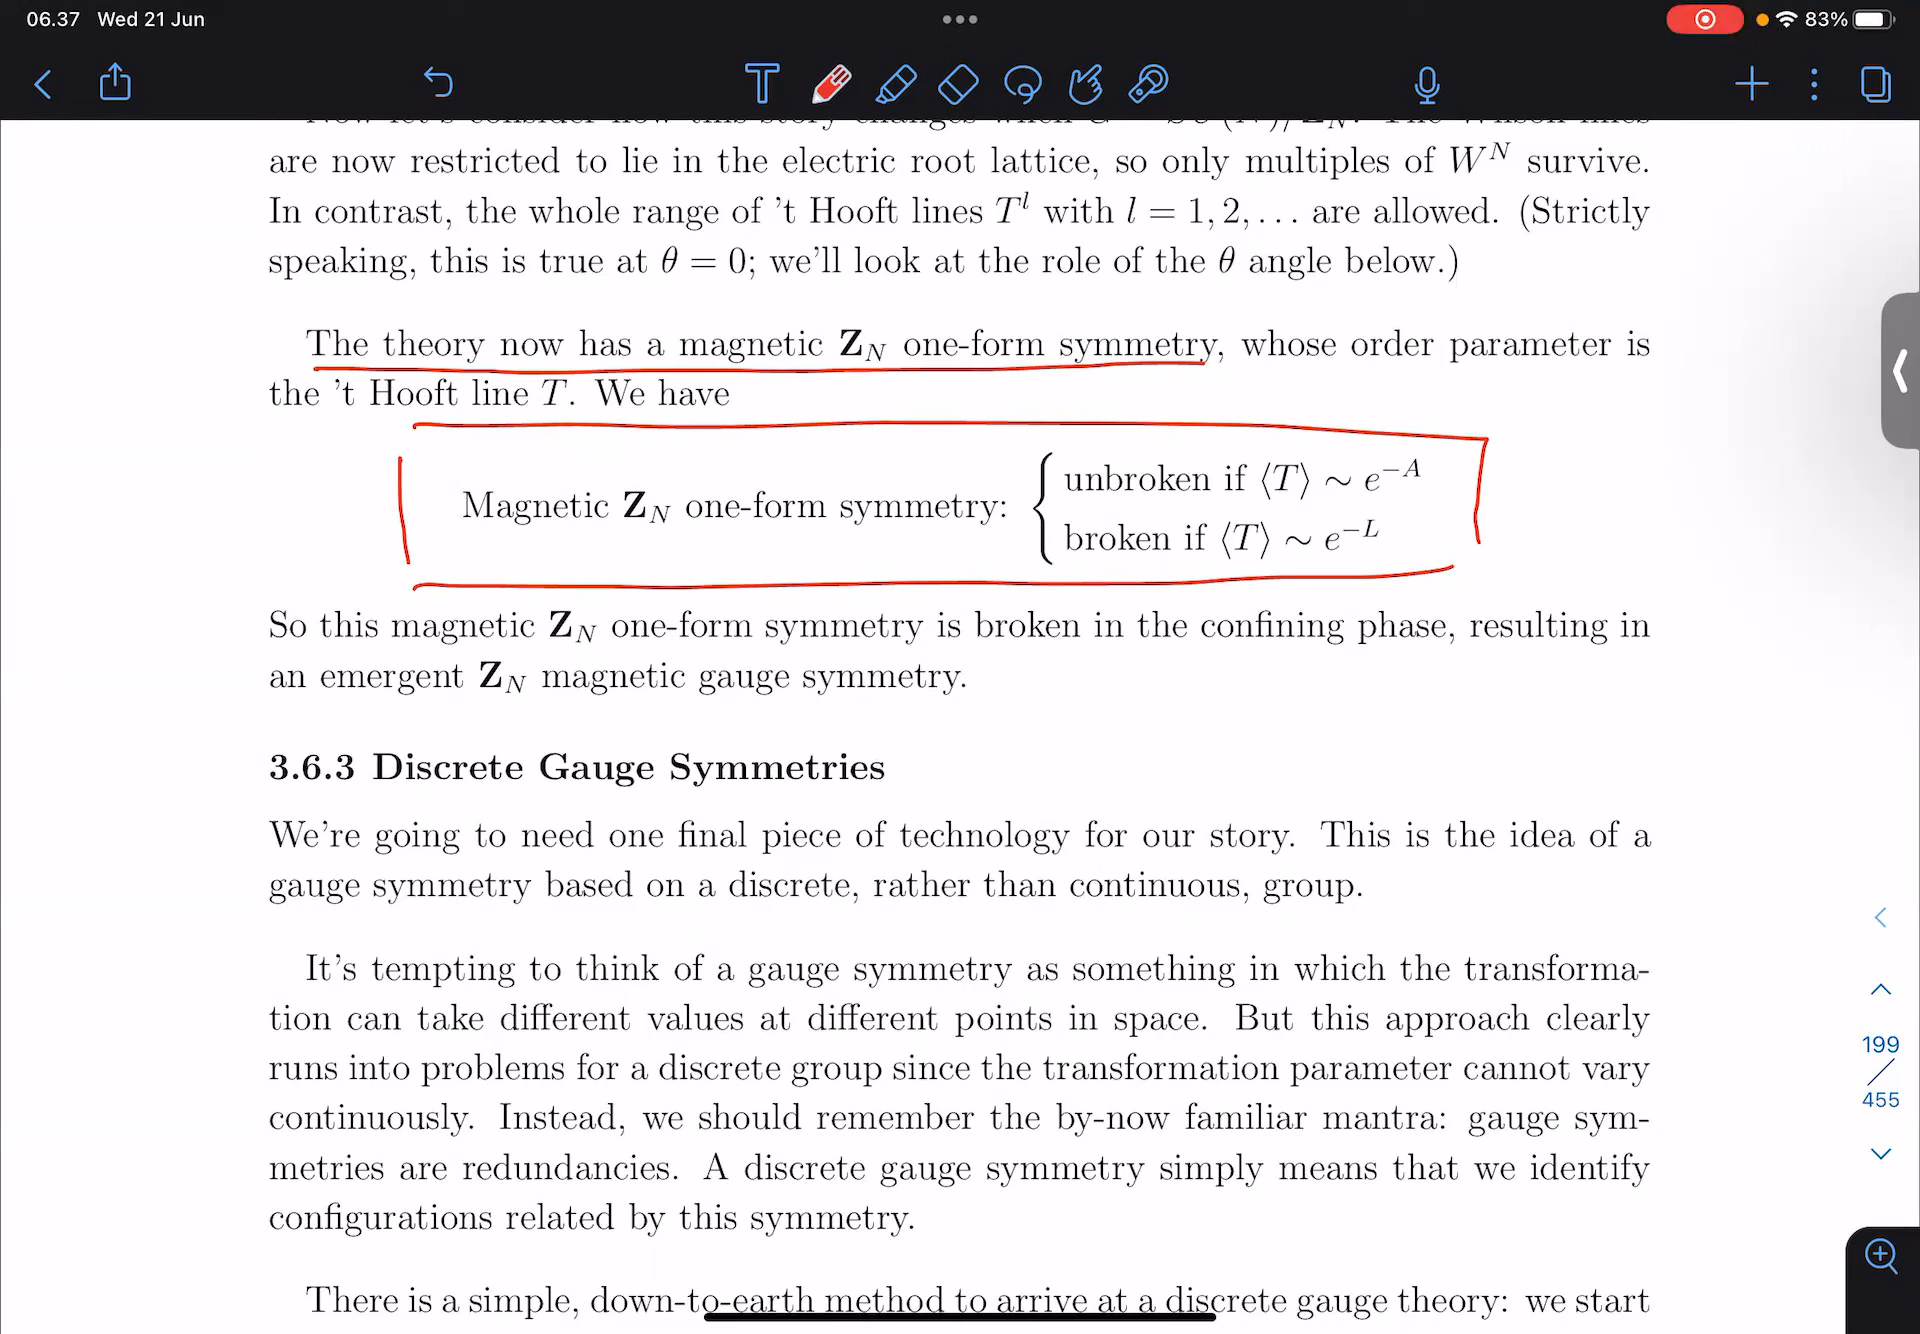 06.37 Wed 21 Jun
83%
are now restricted to lie in the electric root lattice, so only multiples of W^N survive.
In contrast, the whole range of 't Hooft lines T^l with l = 1, 2, ... are allowed. (Strictly
speaking, this is true at θ = 0; we'll look at the role of the θ angle below.)
The theory now has a magnetic Z_N one-form symmetry, whose order parameter is
the 't Hooft line T. We have
Magnetic Z_N one-form symmetry: { unbroken if ⟨T⟩ ∼ e^{−A}
broken if ⟨T⟩ ∼ e^{−L}
So this magnetic Z_N one-form symmetry is broken in the confining phase, resulting in
an emergent Z_N magnetic gauge symmetry.
3.6.3 Discrete Gauge Symmetries
We're going to need one final piece of technology for our story. This is the idea of a
gauge symmetry based on a discrete, rather than continuous, group.
It's tempting to think of a gauge symmetry as something in which the transforma-
tion can take different values at different points in space. But this approach clearly
runs into problems for a discrete group since the transformation parameter cannot vary
continuously. Instead, we should remember the by-now familiar mantra: gauge sym-
metries are redundancies. A discrete gauge symmetry simply means that we identify
configurations related by this symmetry.
There is a simple, down-to-earth method to arrive at a discrete gauge theory: we start
199
/
455